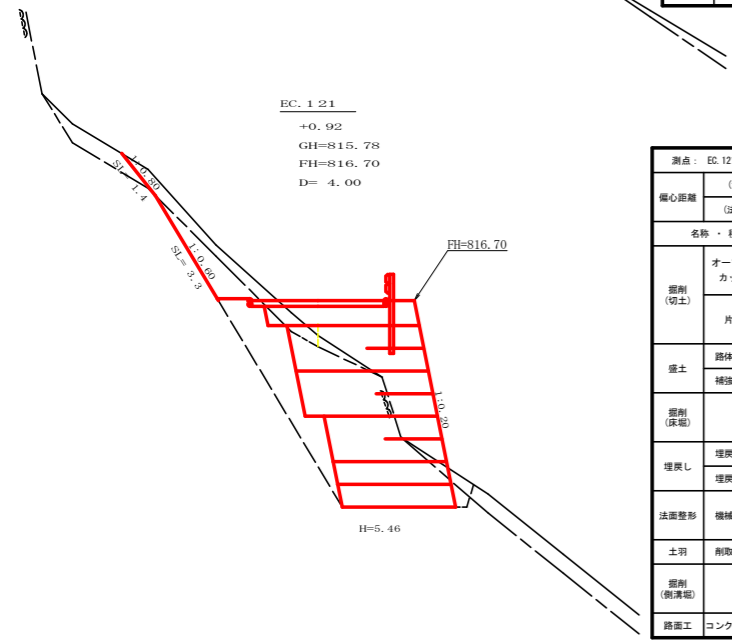 EC. 1 21
+0. 92
GH=815. 78
FH=816. 70
D= 4. 00
1:0. 80
SL= 1. 4
1:0. 60
SL= 3. 3
FH=816. 70
1:0. 20
H=5. 46
測点： EC. 12
偏心距離
名称 ・
掘削
(切土)
オー
カッ
片
盛土
路体
補強
掘削
(床堀)
埋戻し
埋戻
埋戻
法面整形
機械
土羽
削取
掘削
(側溝堀)
路面工
コンク